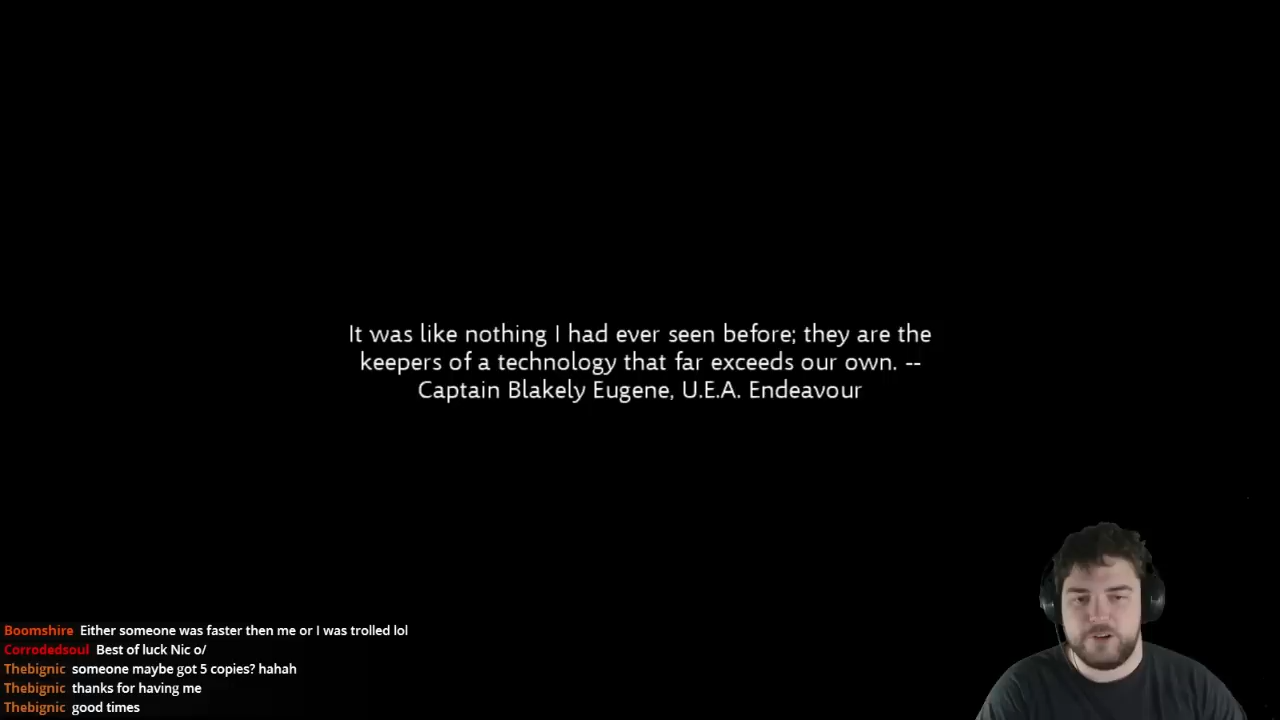 It was like nothing I had ever seen before; they are the
keepers of a technology that far exceeds our own. --
Captain Blakely Eugene, U.E.A. Endeavour
Boomshire Either someone was faster then me or I was trolled lol
Corrodedsoul Best of luck Nic o/
Thebignic someone maybe got 5 copies? hahah
Thebignic thanks for having me
Thebignic good times